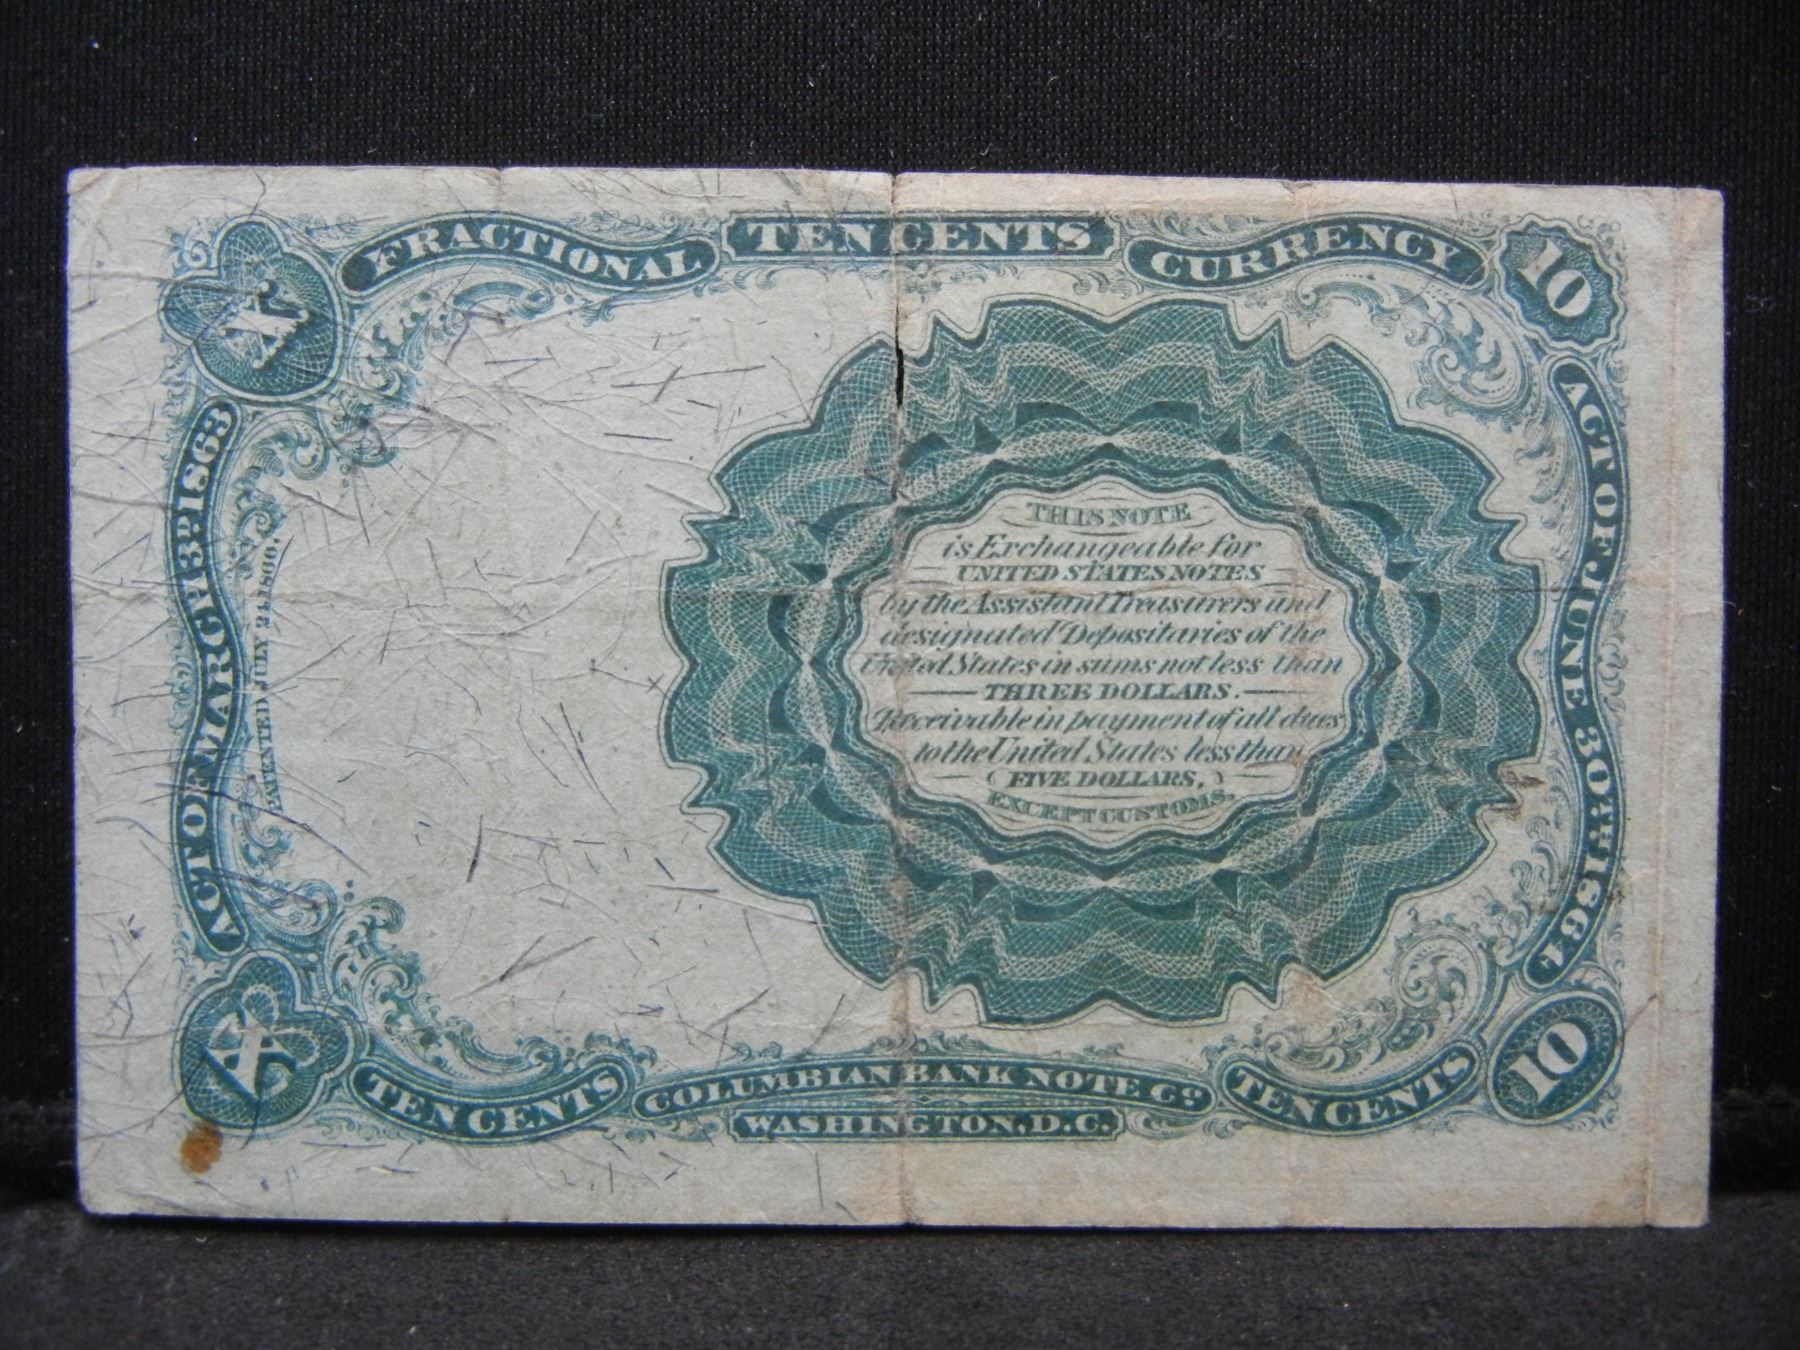 FRACTIONAL TEN CENTS CURRENCY
X
10
ACT OF MARCH 3D 1863
PATENTED JULY 24, 1866.
THIS NOTE
is Exchangeable for
UNITED STATES NOTES
by the Assistant Treasurers and
designated Depositaries of the
United States in sums not less than
THREE DOLLARS.
Receivable in payment of all dues
to the United States less than
FIVE DOLLARS,
EXCEPT CUSTOMS.
ACT OF JUNE 30TH 1864
X
10
TEN CENTS COLUMBIAN BANK NOTE CO. TEN CENTS
WASHINGTON, D.C.